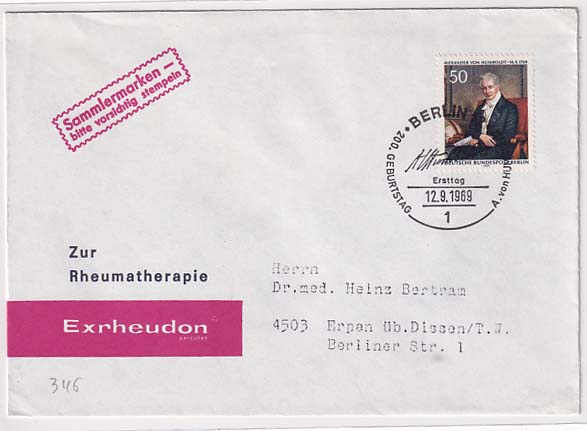 Sammlermarken -
bitte vorsichtig stempeln
ALEXANDER VON HUMBOLDT · 14.9.1769
50
DEUTSCHE BUNDESPOST BERLIN
BERLIN
200. GEBURTSTAG
A. von HUM
Ersttag
12.9.1969
1
Zur
Rheumatherapie
Exrheudon
percutan
Herrn
Dr.med. Heinz Bertram
4503 Erpen üb.Dissen/T.W.
Berliner Str. 1
346